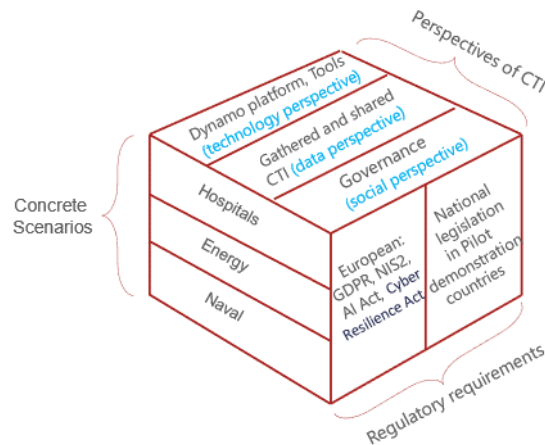 Perspectives of CTI
Dynamo platform, Tools
(technology perspective)
Gathered and shared
CTI (data perspective)
Governance
(social perspective)
Concrete
Scenarios
Hospitals
Energy
Naval
European:
GDPR, NIS2,
AI Act, Cyber
Resilience Act
National
legislation
in Pilot
demonstration
countries
Regulatory requirements